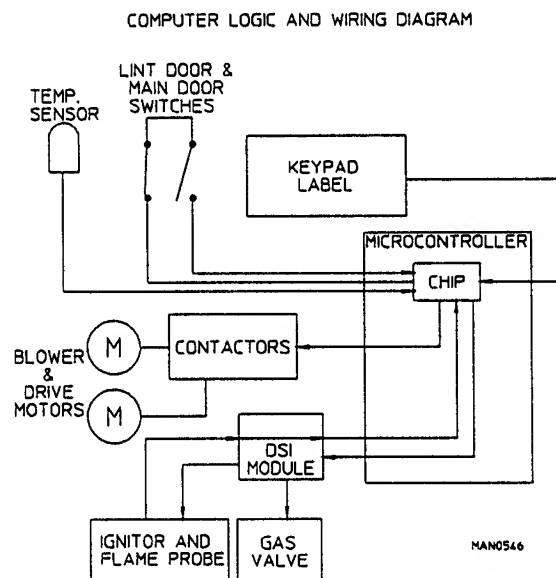 COMPUTER LOGIC AND WIRING DIAGRAM
LINT DOOR &
MAIN DOOR
SWITCHES
TEMP.
SENSOR
KEYPAD
LABEL
MICROCONTROLLER
CHIP
M
CONTACTORS
BLOWER
&
DRIVE
MOTORS
M
DSI
MODULE
IGNITOR AND
FLAME PROBE
GAS
VALVE
MAN0546